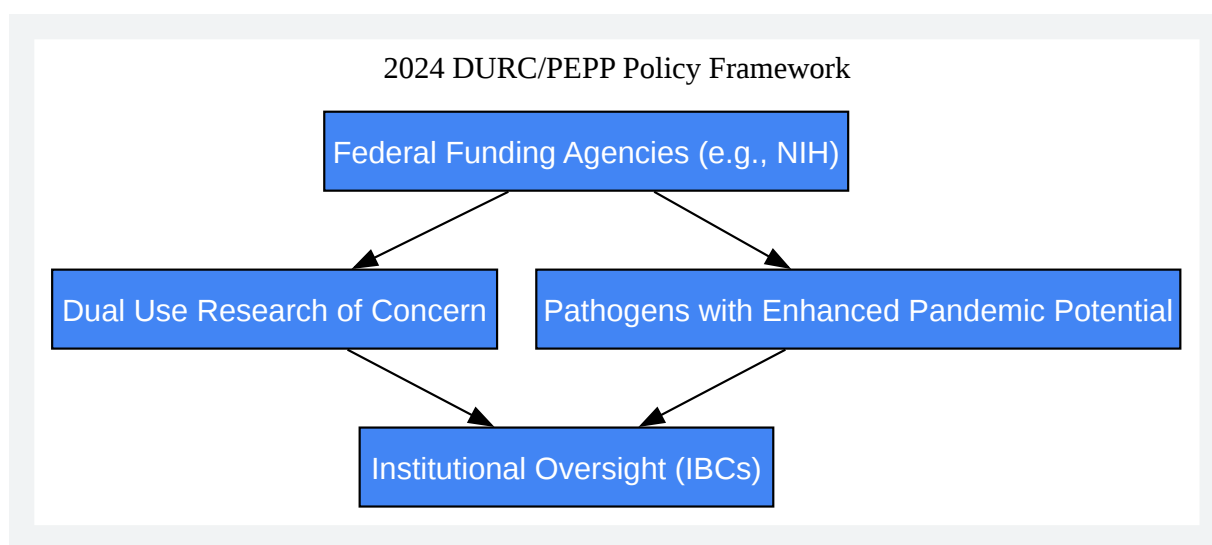 2024 DURC/PEPP Policy Framework
Federal Funding Agencies (e.g., NIH)
Dual Use Research of Concern
Pathogens with Enhanced Pandemic Potential
Institutional Oversight (IBCs)